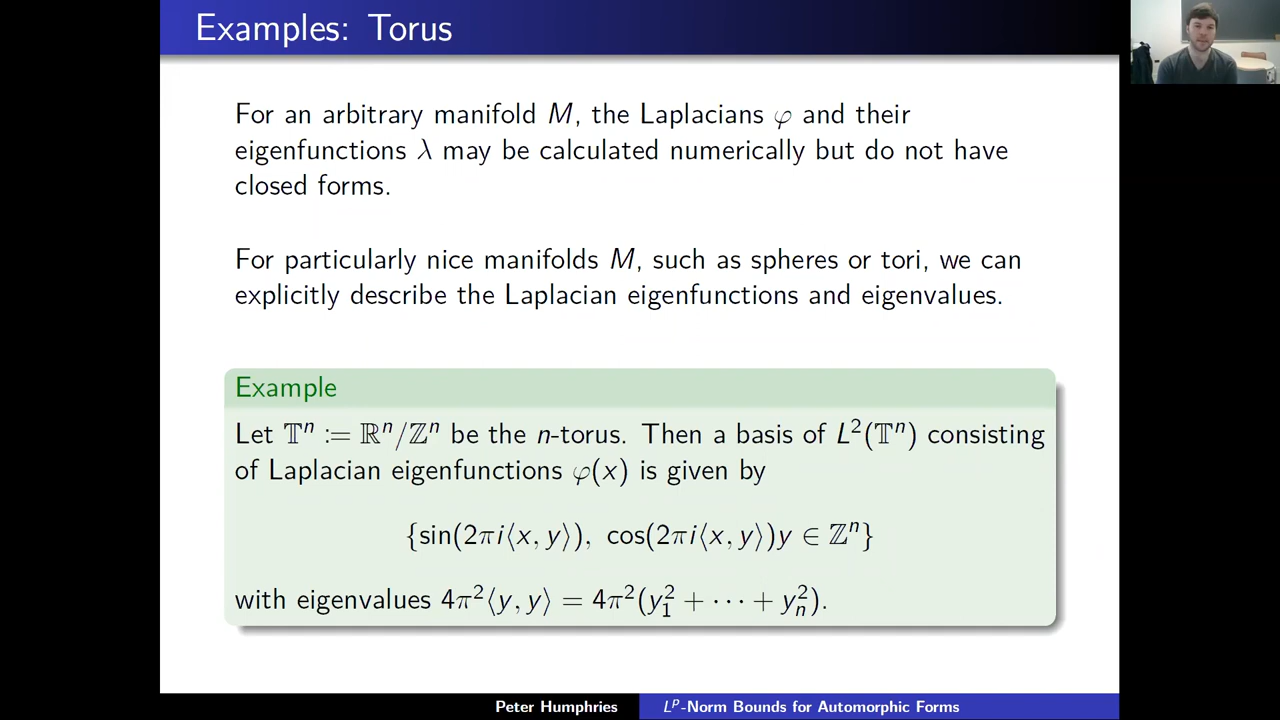 Examples: Torus
For an arbitrary manifold M, the Laplacians φ and their
eigenfunctions λ may be calculated numerically but do not have
closed forms.
For particularly nice manifolds M, such as spheres or tori, we can
explicitly describe the Laplacian eigenfunctions and eigenvalues.
Example
Let 𝕋ⁿ := ℝⁿ/ℤⁿ be the n-torus. Then a basis of L²(𝕋ⁿ) consisting
of Laplacian eigenfunctions φ(x) is given by
{sin(2πi⟨x, y⟩), cos(2πi⟨x, y⟩)y ∈ ℤⁿ}
with eigenvalues 4π²⟨y, y⟩ = 4π²(y₁² + ··· + yₙ²).
Peter Humphries
Lᵖ-Norm Bounds for Automorphic Forms